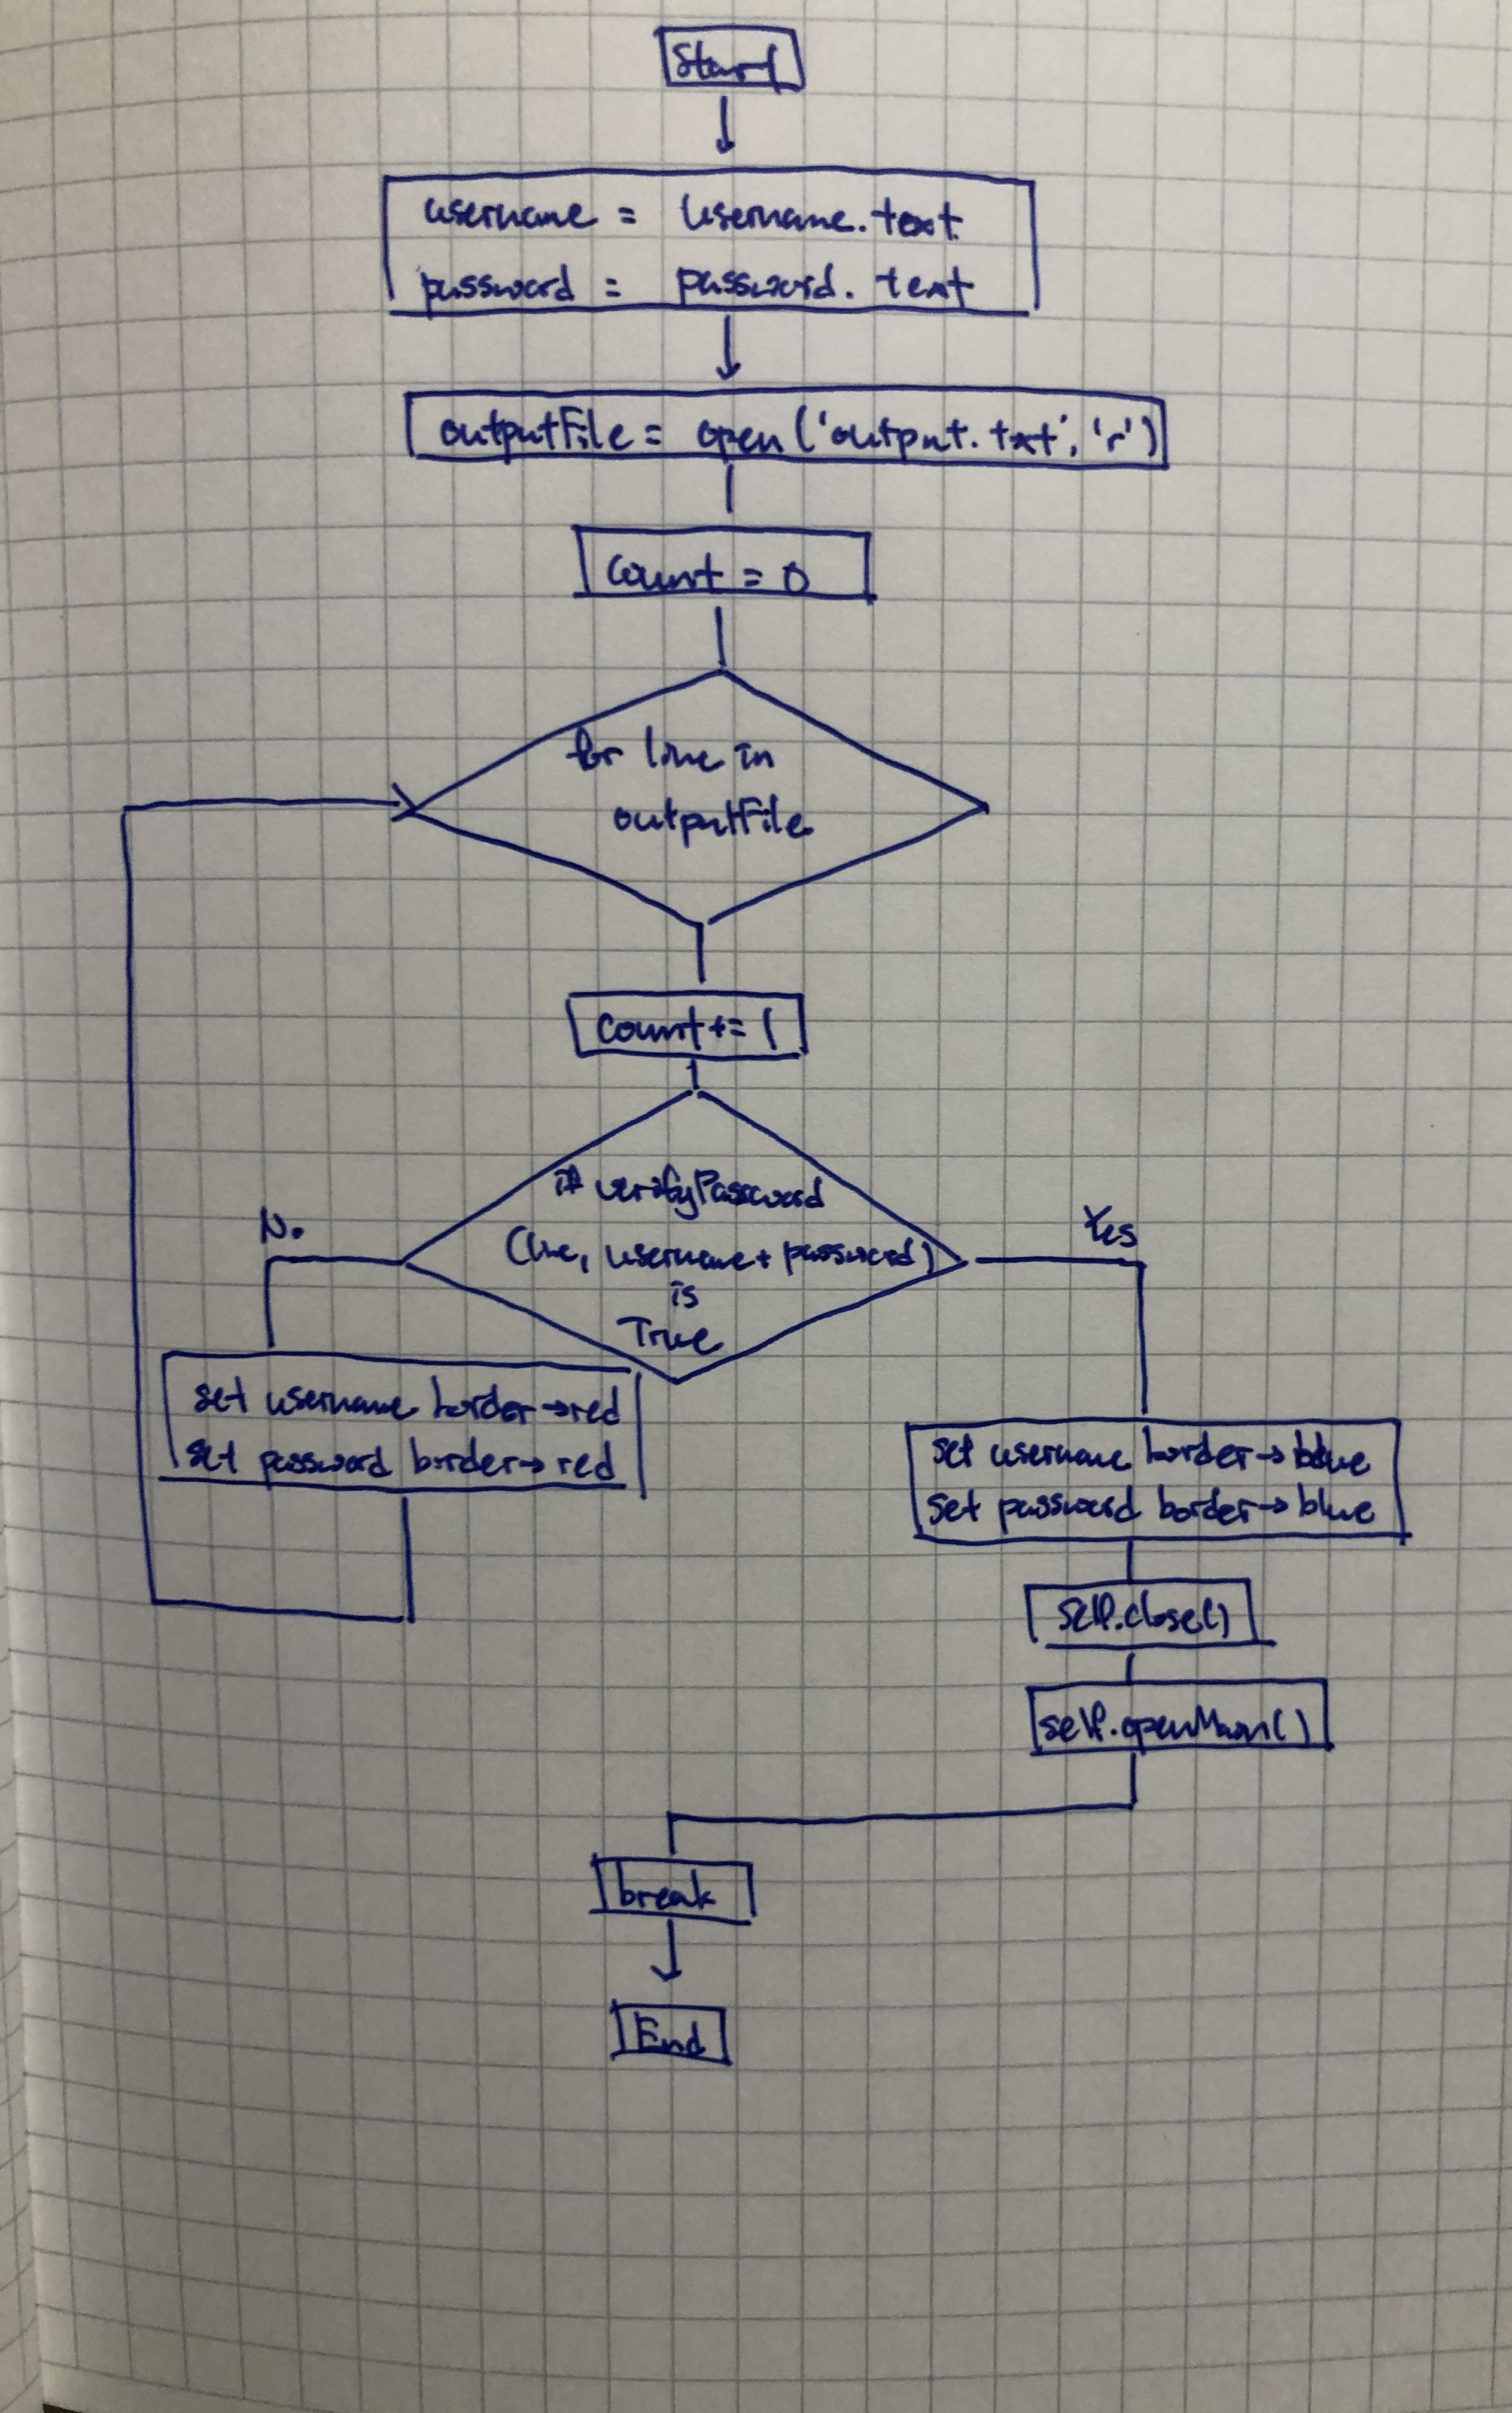 Start
username = username.text
password = password.text
outputFile = open('output.txt', 'r')
count = 0
for line in
outputFile
count += 1
if verifyPassword
(line, username + password)
is
True
No
Yes
set username border → red
set password border → red
set username border → blue
set password border → blue
self.close()
self.openMain()
break
End